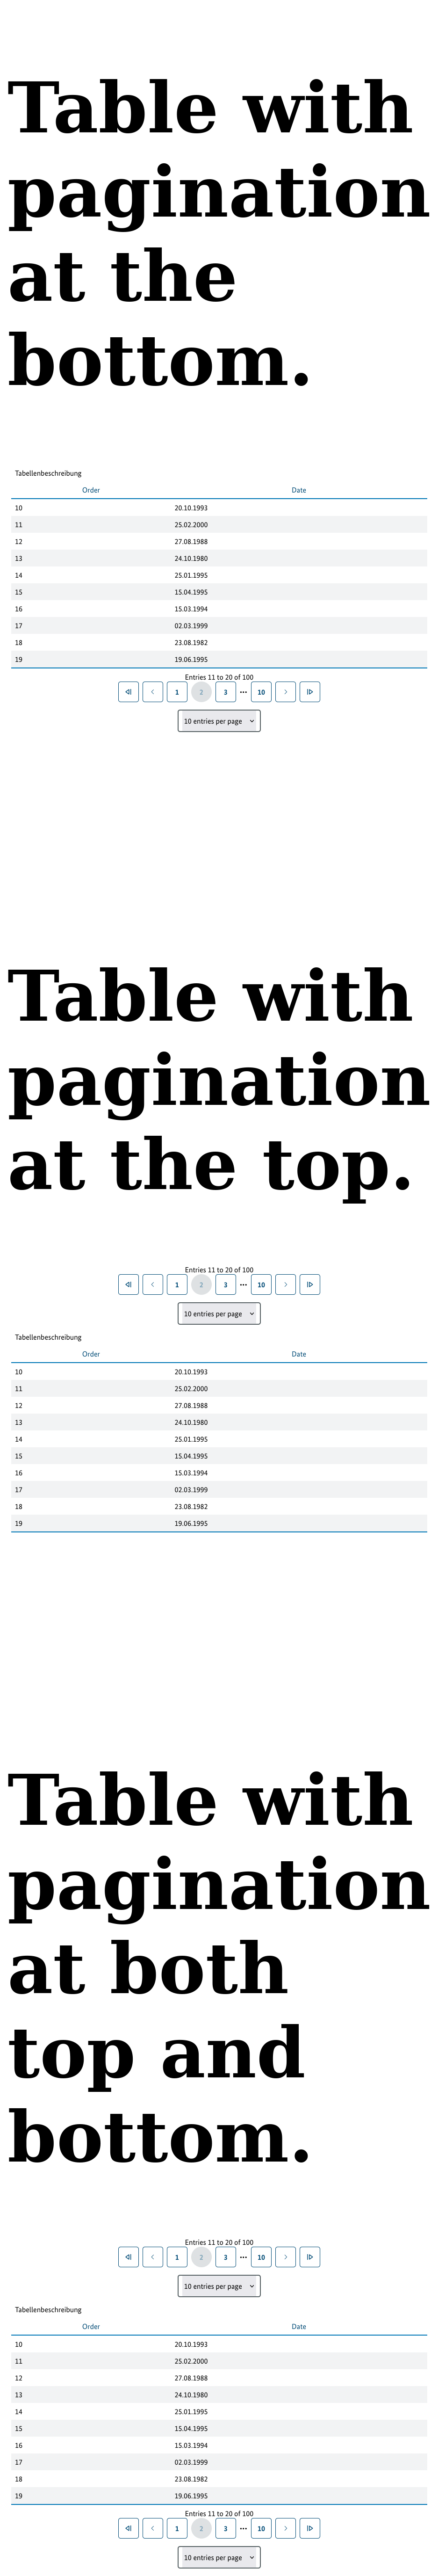 Table with
pagination
at the
bottom.
Tabellenbeschreibung
Order Date
10 20.10.1993
11 25.02.2000
12 27.08.1988
13 24.10.1980
14 25.01.1995
15 15.04.1995
16 15.03.1994
17 02.03.1999
18 23.08.1982
19 19.06.1995
Entries 11 to 20 of 100
1 2 3 ··· 10
10 entries per page
Table with
pagination
at the top.
Entries 11 to 20 of 100
1 2 3 ··· 10
10 entries per page
Tabellenbeschreibung
Order Date
10 20.10.1993
11 25.02.2000
12 27.08.1988
13 24.10.1980
14 25.01.1995
15 15.04.1995
16 15.03.1994
17 02.03.1999
18 23.08.1982
19 19.06.1995
Table with
pagination
at both
top and
bottom.
Entries 11 to 20 of 100
1 2 3 ··· 10
10 entries per page
Tabellenbeschreibung
Order Date
10 20.10.1993
11 25.02.2000
12 27.08.1988
13 24.10.1980
14 25.01.1995
15 15.04.1995
16 15.03.1994
17 02.03.1999
18 23.08.1982
19 19.06.1995
Entries 11 to 20 of 100
1 2 3 ··· 10
10 entries per page